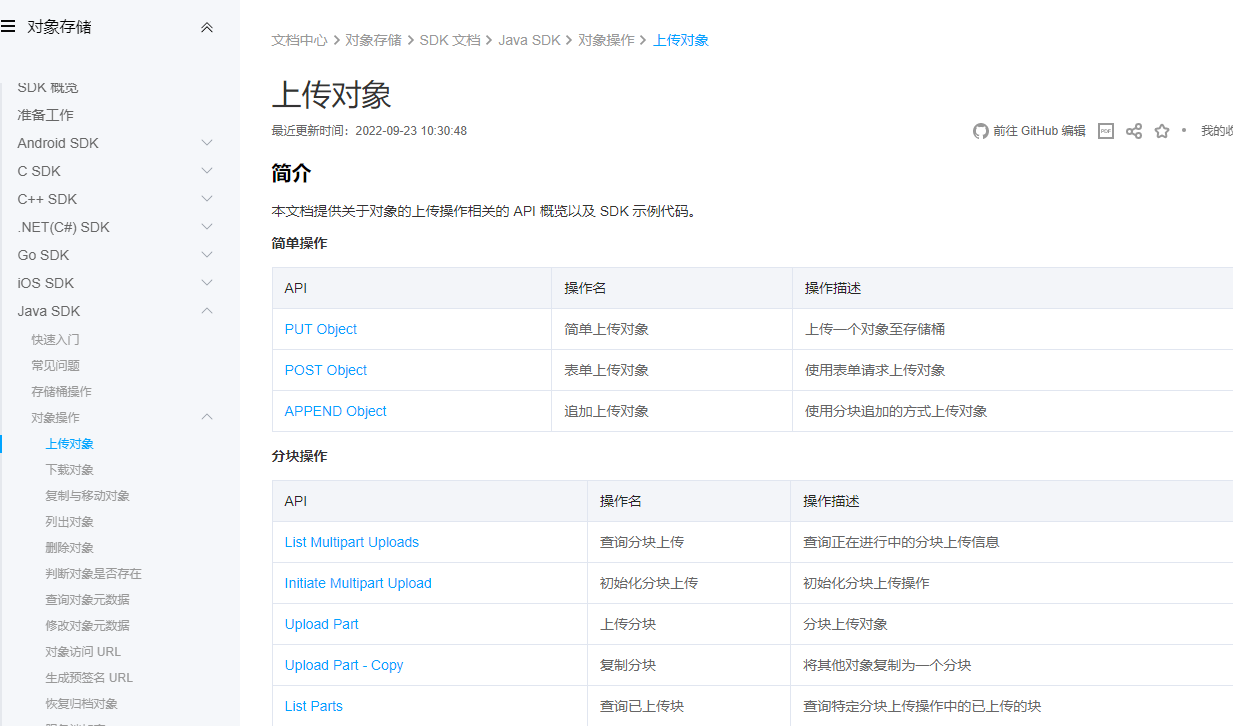 对象存储
SDK 概览
准备工作
Android SDK
C SDK
C++ SDK
.NET(C#) SDK
Go SDK
iOS SDK
Java SDK
快速入门
常见问题
存储桶操作
对象操作
上传对象
下载对象
复制与移动对象
列出对象
删除对象
判断对象是否存在
查询对象元数据
修改对象元数据
对象访问 URL
生成预签名 URL
恢复归档对象
文档中心 > 对象存储 > SDK 文档 > Java SDK > 对象操作 > 上传对象
上传对象
最近更新时间：2022-09-23 10:30:48
前往 GitHub 编辑 PDF • 我的收
简介
本文档提供关于对象的上传操作相关的 API 概览以及 SDK 示例代码。
简单操作
API 操作名 操作描述
PUT Object 简单上传对象 上传一个对象至存储桶
POST Object 表单上传对象 使用表单请求上传对象
APPEND Object 追加上传对象 使用分块追加的方式上传对象
分块操作
API 操作名 操作描述
List Multipart Uploads 查询分块上传 查询正在进行中的分块上传信息
Initiate Multipart Upload 初始化分块上传 初始化分块上传操作
Upload Part 上传分块 分块上传对象
Upload Part - Copy 复制分块 将其他对象复制为一个分块
List Parts 查询已上传块 查询特定分块上传操作中的已上传的块